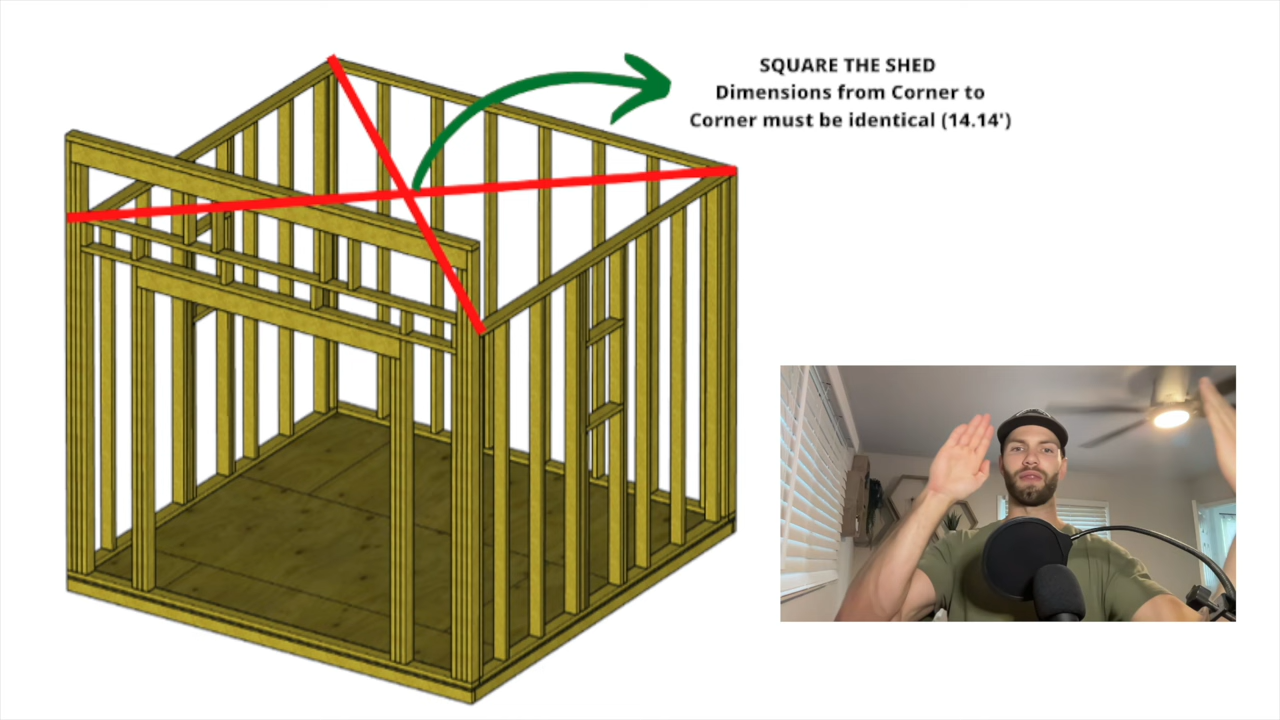 SQUARE THE SHED
Dimensions from Corner to
Corner must be identical (14.14')